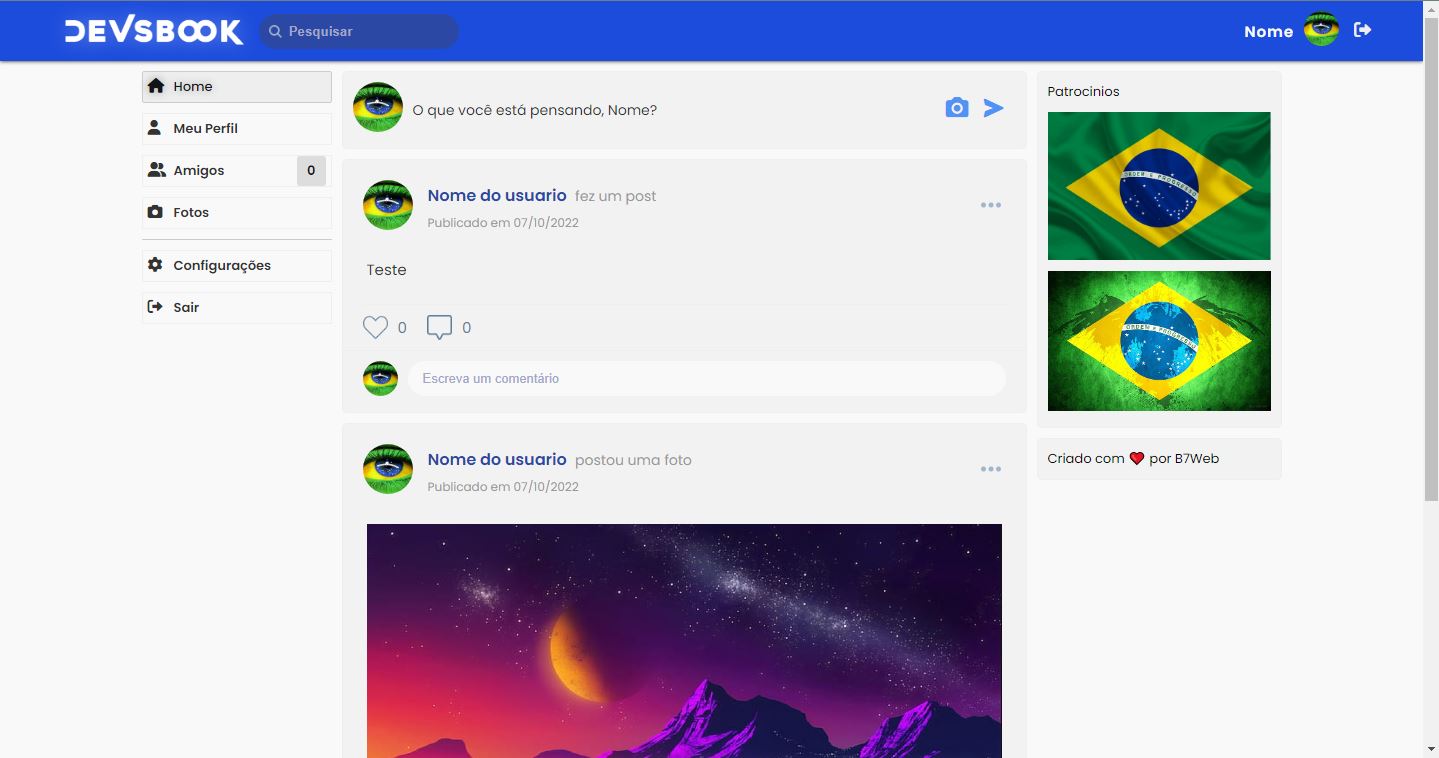 DEVSBOOK
Pesquisar
Nome
Home
Meu Perfil
Amigos 0
Fotos
Configurações
Sair
O que você está pensando, Nome?
Nome do usuario fez um post
Publicado em 07/10/2022
Teste
0 0
Escreva um comentário
Nome do usuario postou uma foto
Publicado em 07/10/2022
Patrocinios
ORDEM E PROGRESSO
ORDEM E PROGRESSO
Criado com ❤ por B7Web